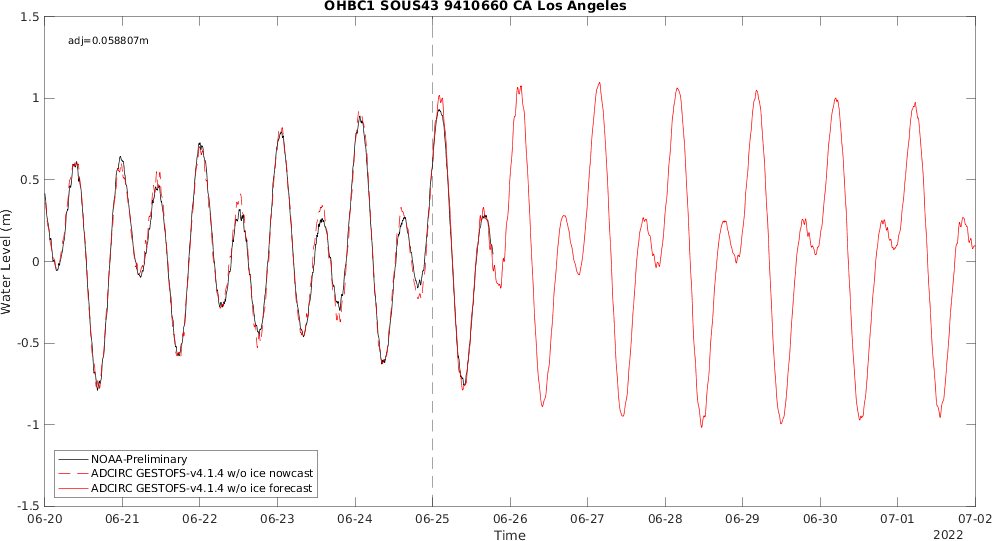 OHBC1 SOUS43 9410660 CA Los Angeles
adj=0.058807m
1.5
1
0.5
0
-0.5
-1
-1.5
Water Level (m)
NOAA-Preliminary
ADCIRC GESTOFS-v4.1.4 w/o ice nowcast
ADCIRC GESTOFS-v4.1.4 w/o ice forecast
06-20 06-21 06-22 06-23 06-24 06-25 06-26 06-27 06-28 06-29 06-30 07-01 07-02
Time
2022